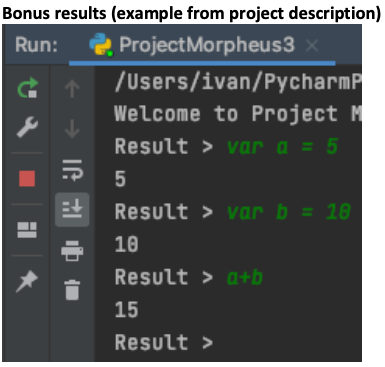 Bonus results (example from project description)
Run: ProjectMorpheus3 ×
/Users/ivan/PycharmP
Welcome to Project M
Result > var a = 5
5
Result > var b = 10
10
Result > a+b
15
Result >